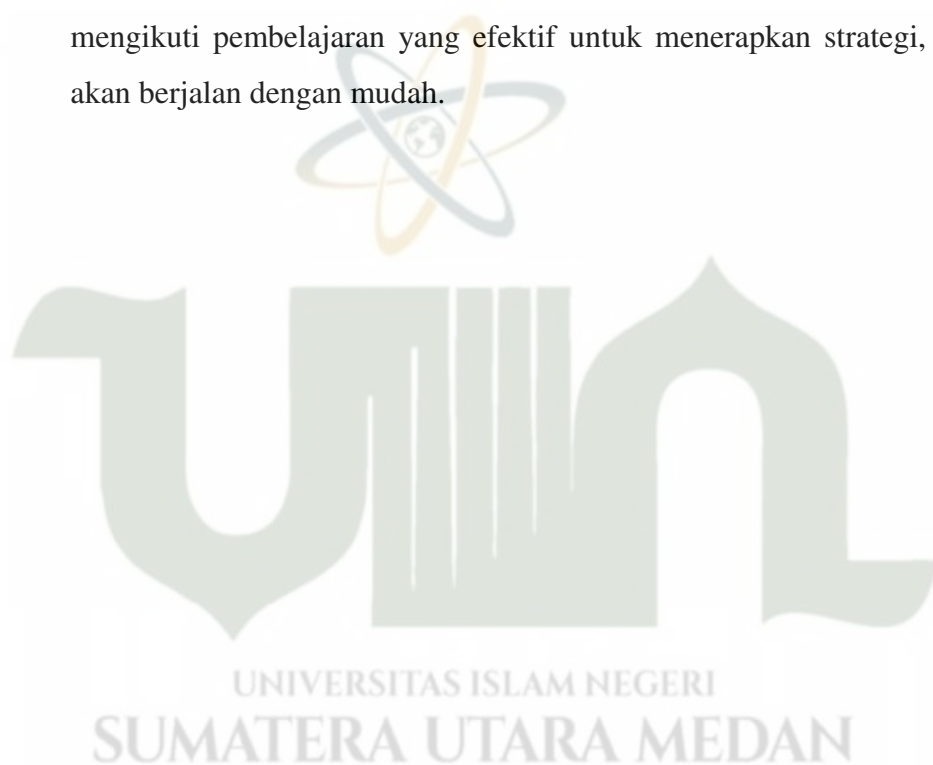 mengikuti pembelajaran yang efektif untuk menerapkan strategi,
akan berjalan dengan mudah.
UNIVERSITAS ISLAM NEGERI
SUMATERA UTARA MEDAN